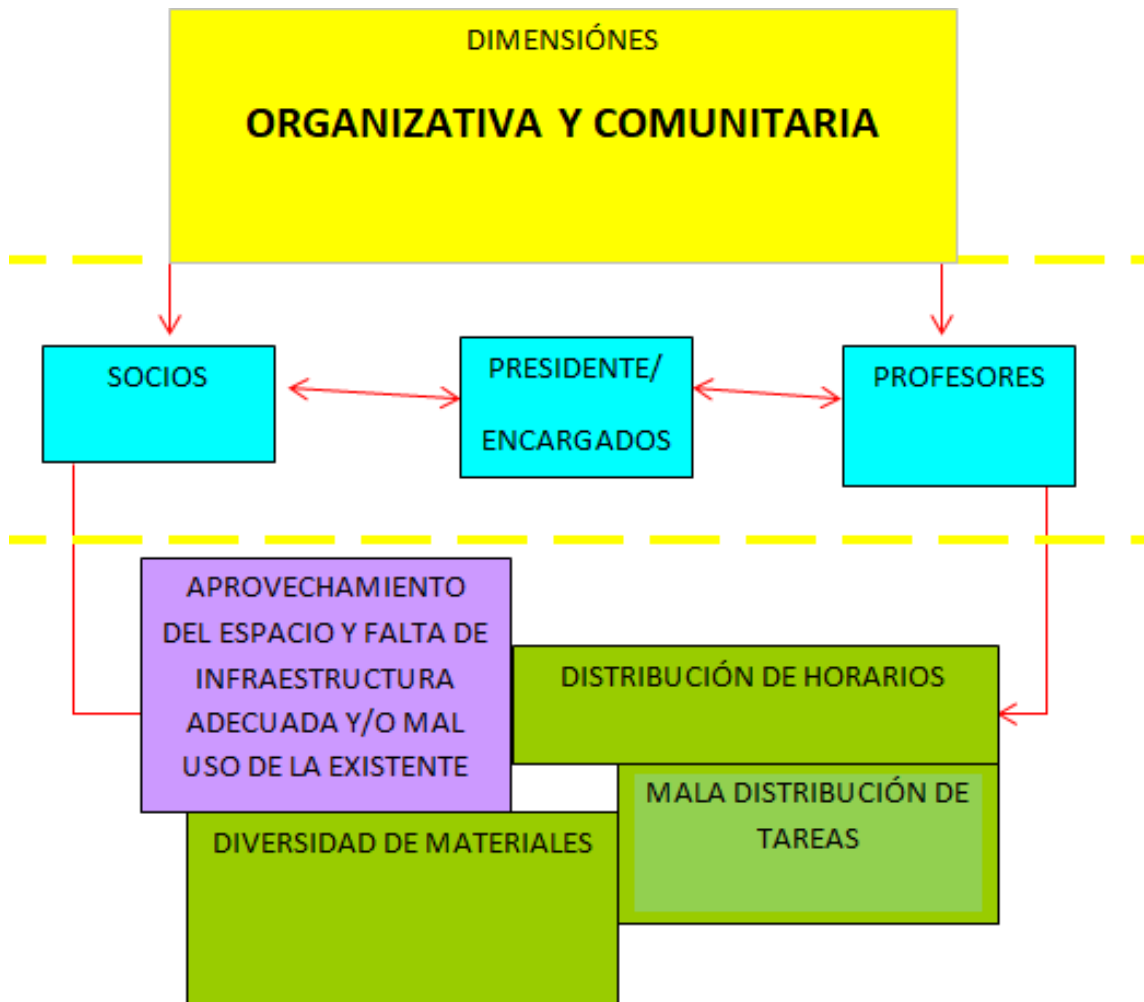 DIMENSIÓNES
ORGANIZATIVA Y COMUNITARIA
SOCIOS
PRESIDENTE/
ENCARGADOS
PROFESORES
APROVECHAMIENTO
DEL ESPACIO Y FALTA DE
INFRAESTRUCTURA
ADECUADA Y/O MAL
USO DE LA EXISTENTE
DISTRIBUCIÓN DE HORARIOS
MALA DISTRIBUCIÓN DE
TAREAS
DIVERSIDAD DE MATERIALES